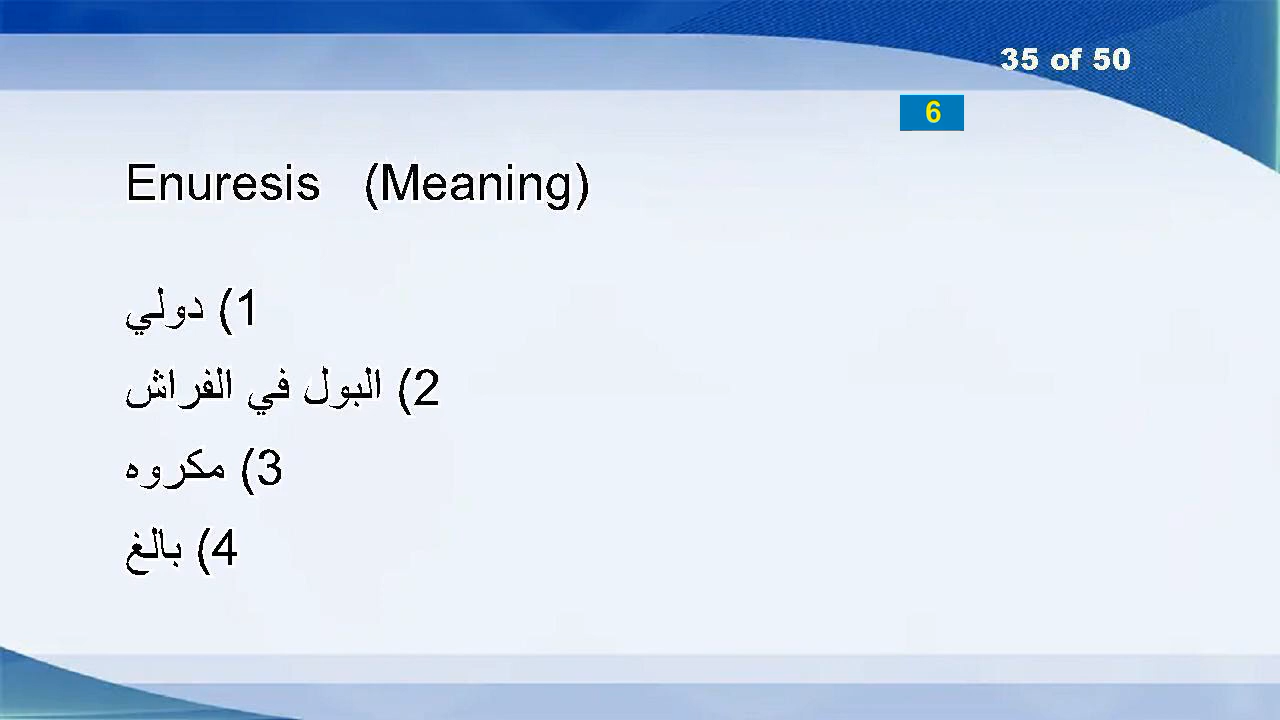 35 of 50
6
Enuresis (Meaning)
1) دولي
2) البول في الفراش
3) مكروه
4) بالغ